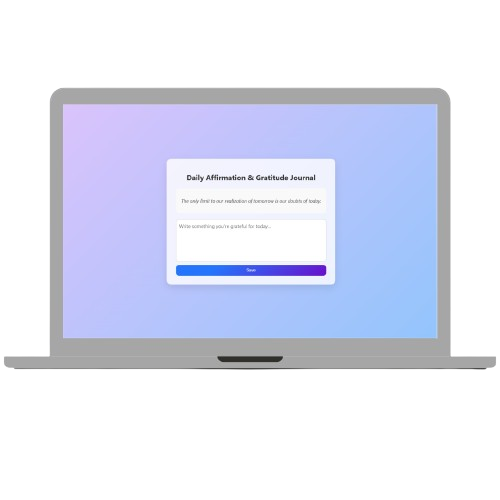 Daily Affirmation & Gratitude Journal
The only limit to our realization of tomorrow is our doubts of today.
Write something you're grateful for today...
Save